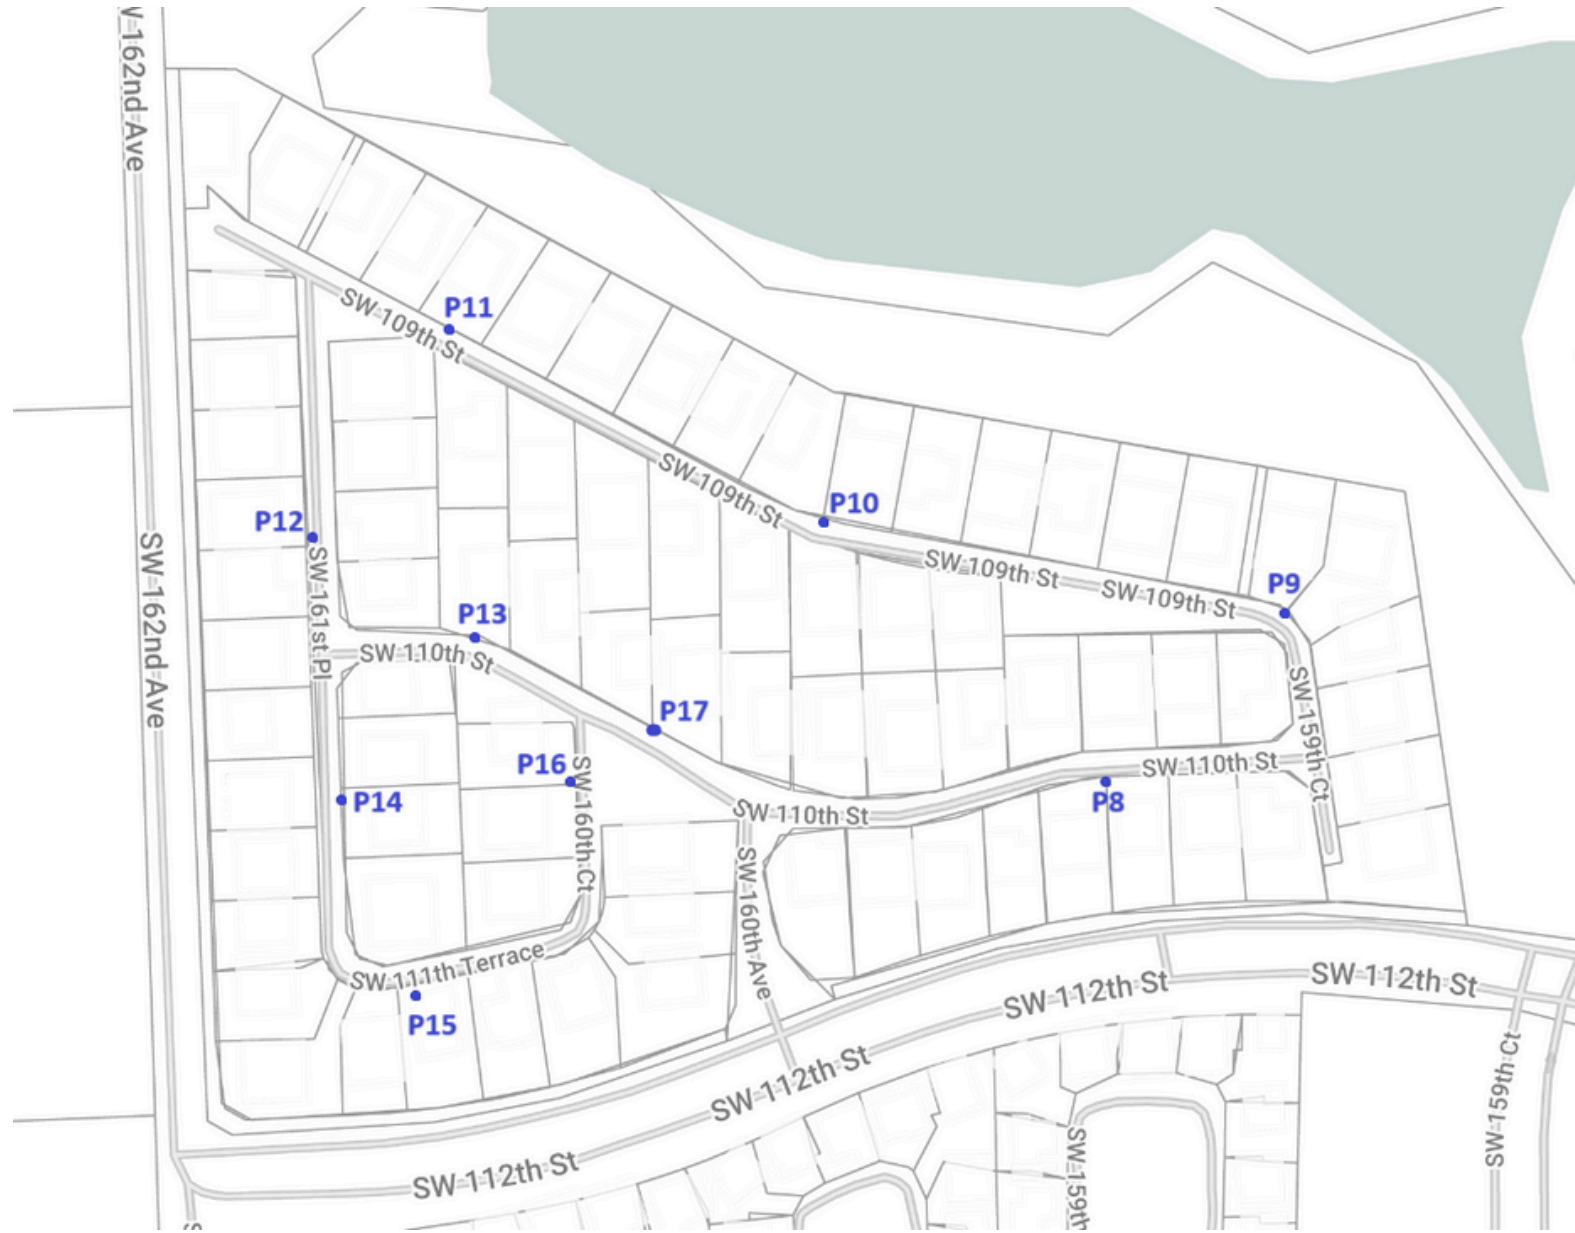 W-162nd-Ave
P11
SW-109th-St
SW-109th-St
P10
P12
SW-162nd-Ave
SW-161st-Pl
SW-109th-St
SW-109th-St
P9
P13
SW 110th St
SW-159th-Ct
P17
P16
SW-160th-Ct
P14
SW 110th-St
P8
SW 110th-St
SW-160th-Ave
SW-111th Terrace
P15
SW-112th-St
SW-112th-St
SW-112th-St
SW-159th-Ct
SW-112th-St
SW-159th